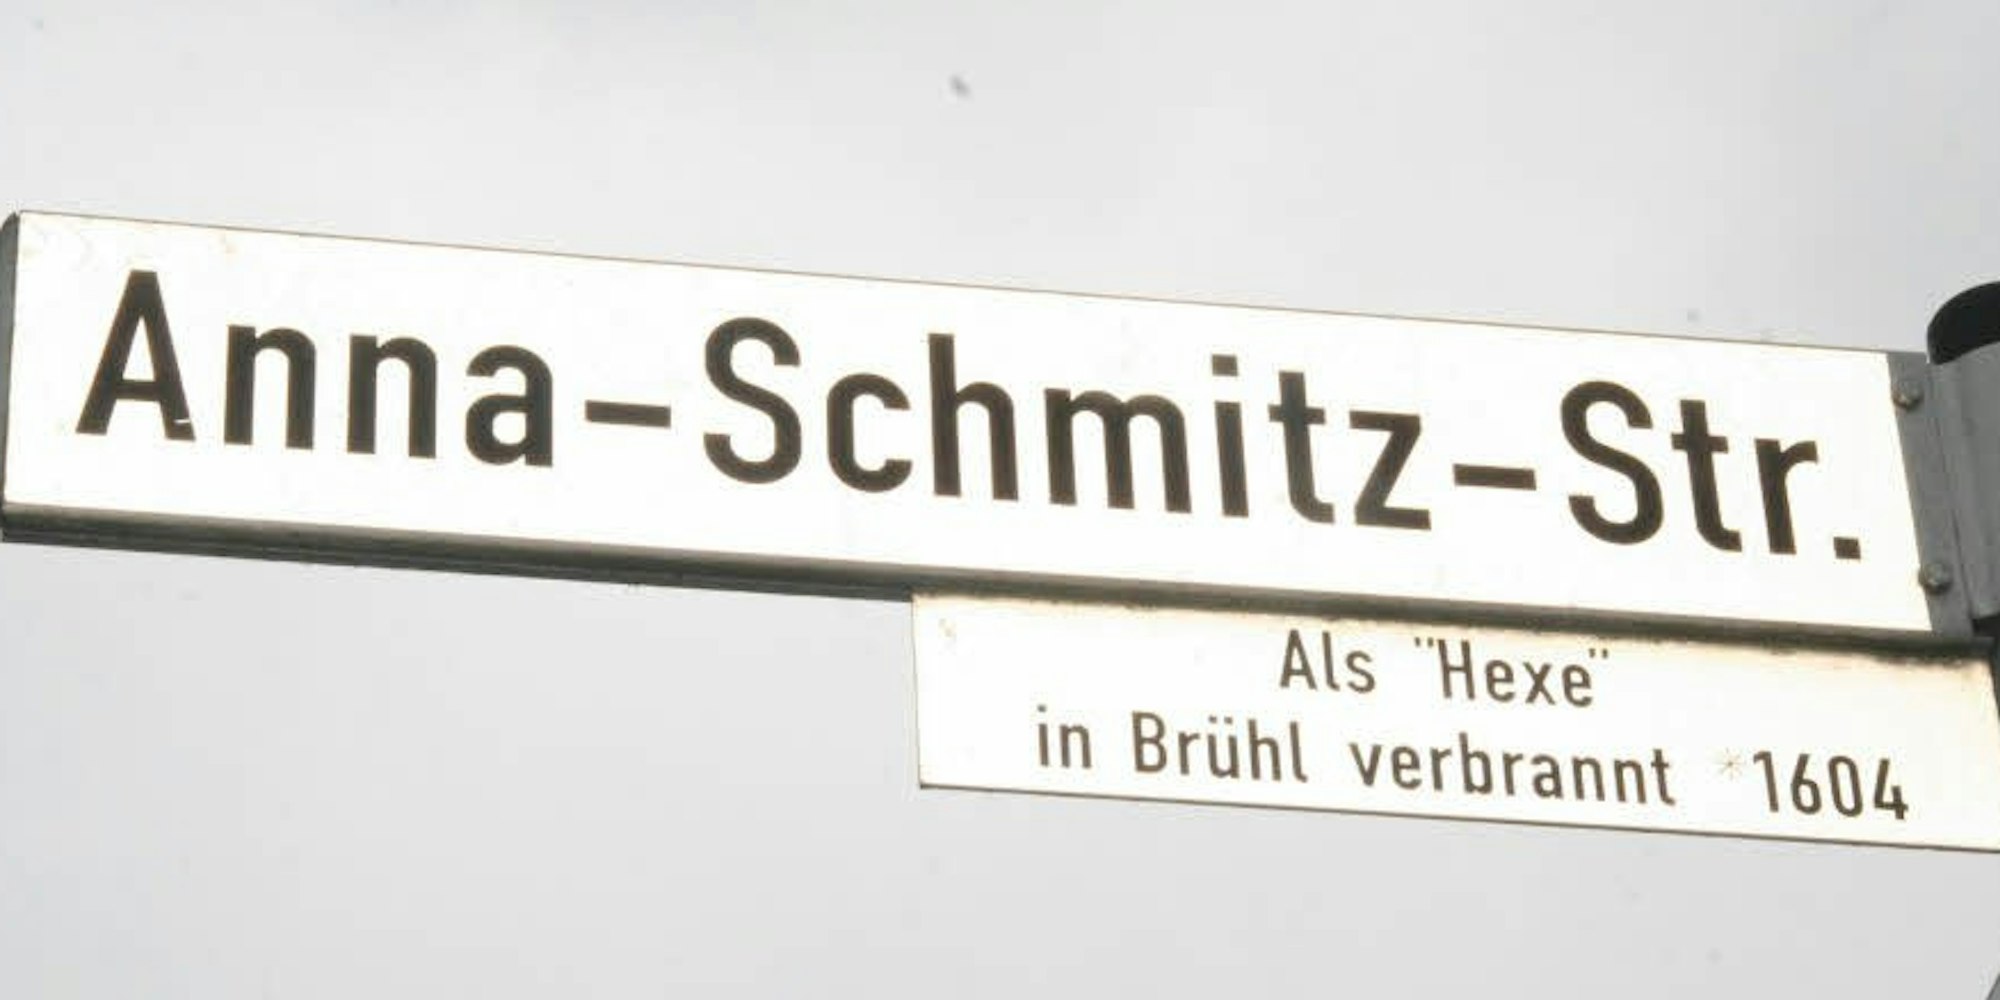 Anna-Schmitz-Str.
Als "Hexe"
in Brühl verbrannt *1604